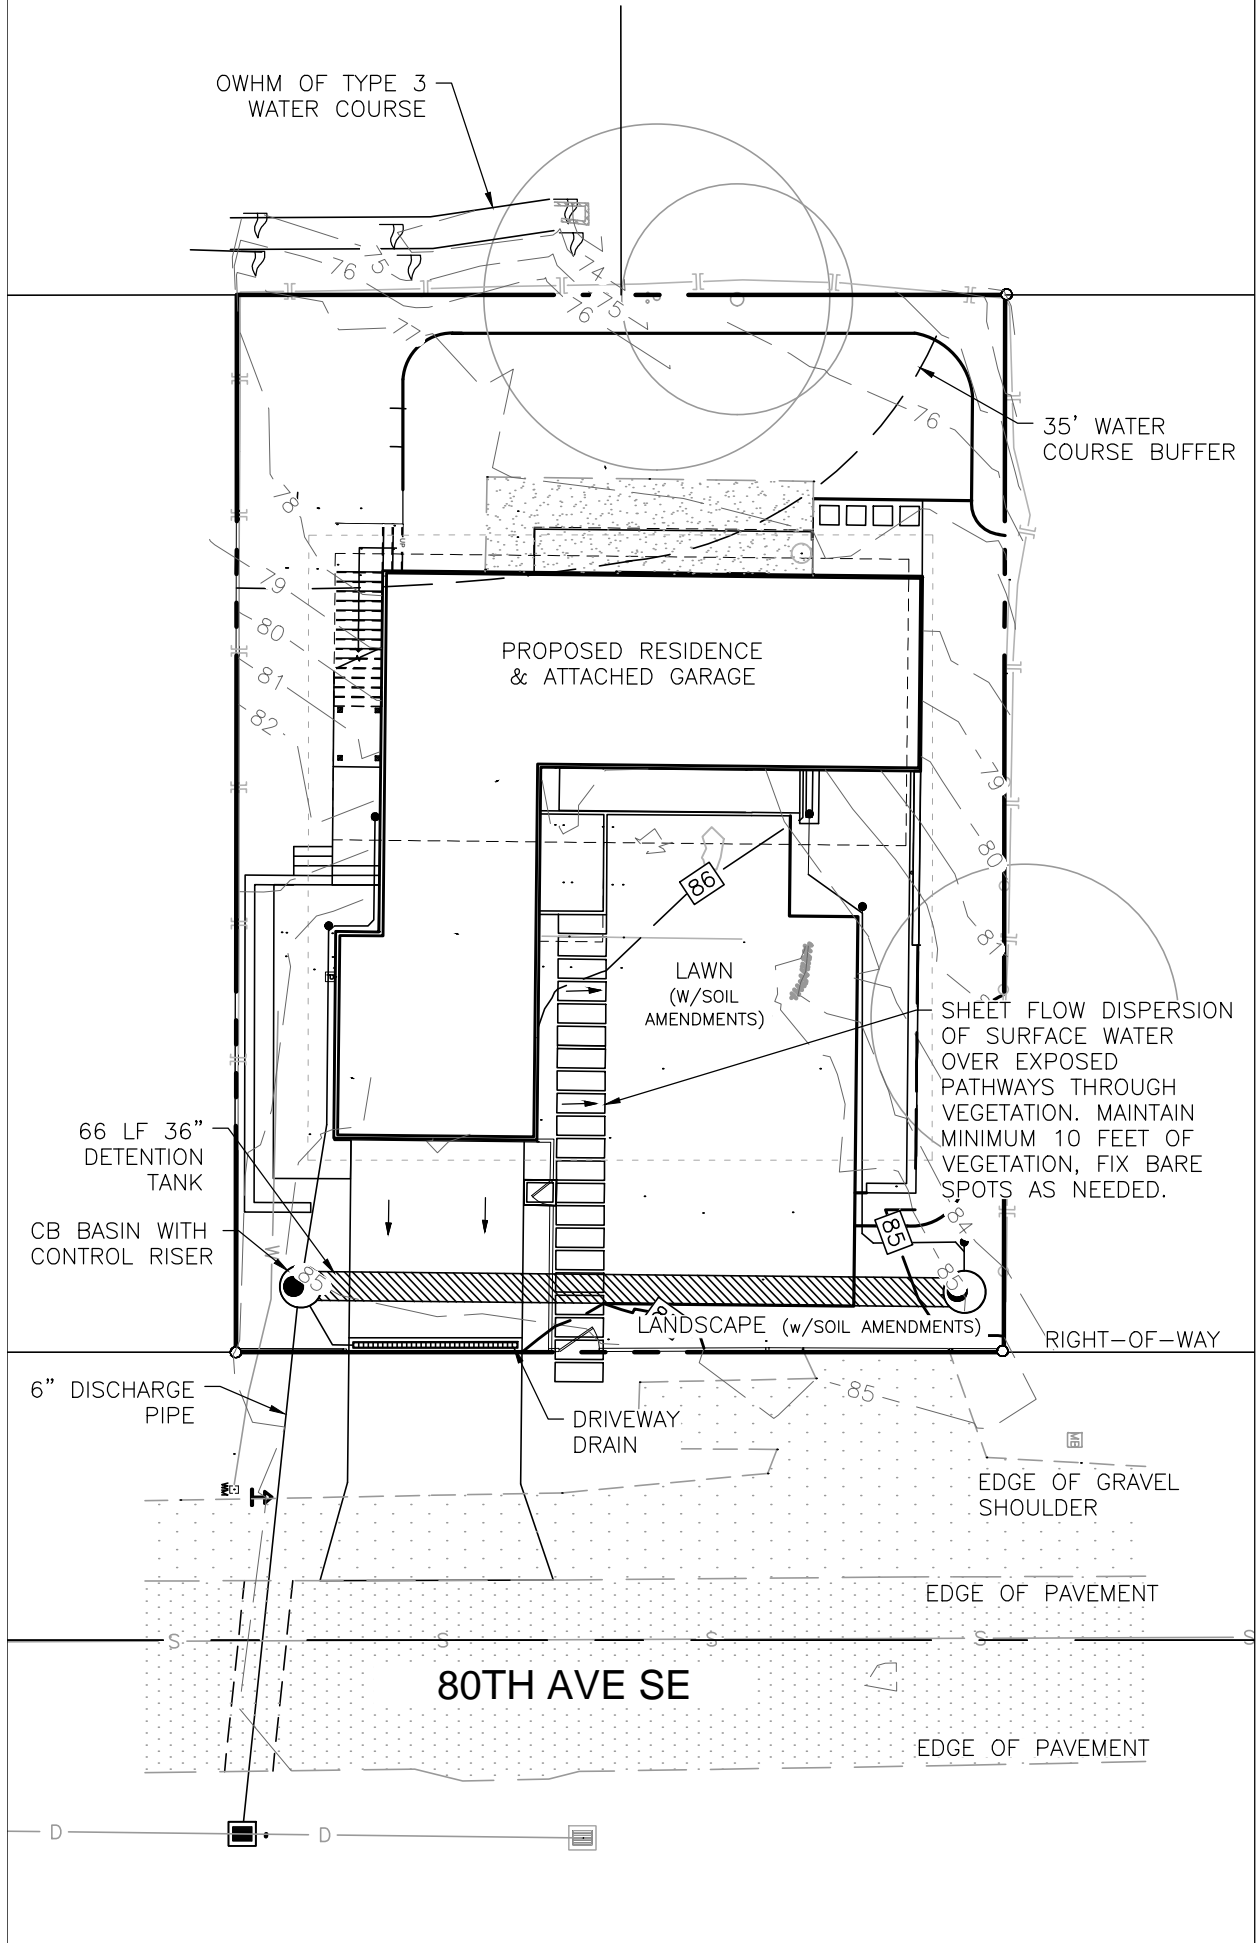 OWHM OF TYPE 3
WATER COURSE
76
75
74
75
76
77
76
35' WATER
COURSE BUFFER
78
79
80
81
82
UP
PROPOSED RESIDENCE
& ATTACHED GARAGE
79
80
81
86
LAWN
(W/SOIL
AMENDMENTS)
SHEET FLOW DISPERSION
OF SURFACE WATER
OVER EXPOSED
PATHWAYS THROUGH
VEGETATION. MAINTAIN
MINIMUM 10 FEET OF
VEGETATION, FIX BARE
SPOTS AS NEEDED.
66 LF 36"
DETENTION
TANK
CB BASIN WITH
CONTROL RISER
W
85
84
85
85
LANDSCAPE (w/SOIL AMENDMENTS)
RIGHT-OF-WAY
6" DISCHARGE
PIPE
85
DRIVEWAY
DRAIN
MB
WM
EDGE OF GRAVEL
SHOULDER
EDGE OF PAVEMENT
S
S
S
S
S
80TH AVE SE
EDGE OF PAVEMENT
D
D